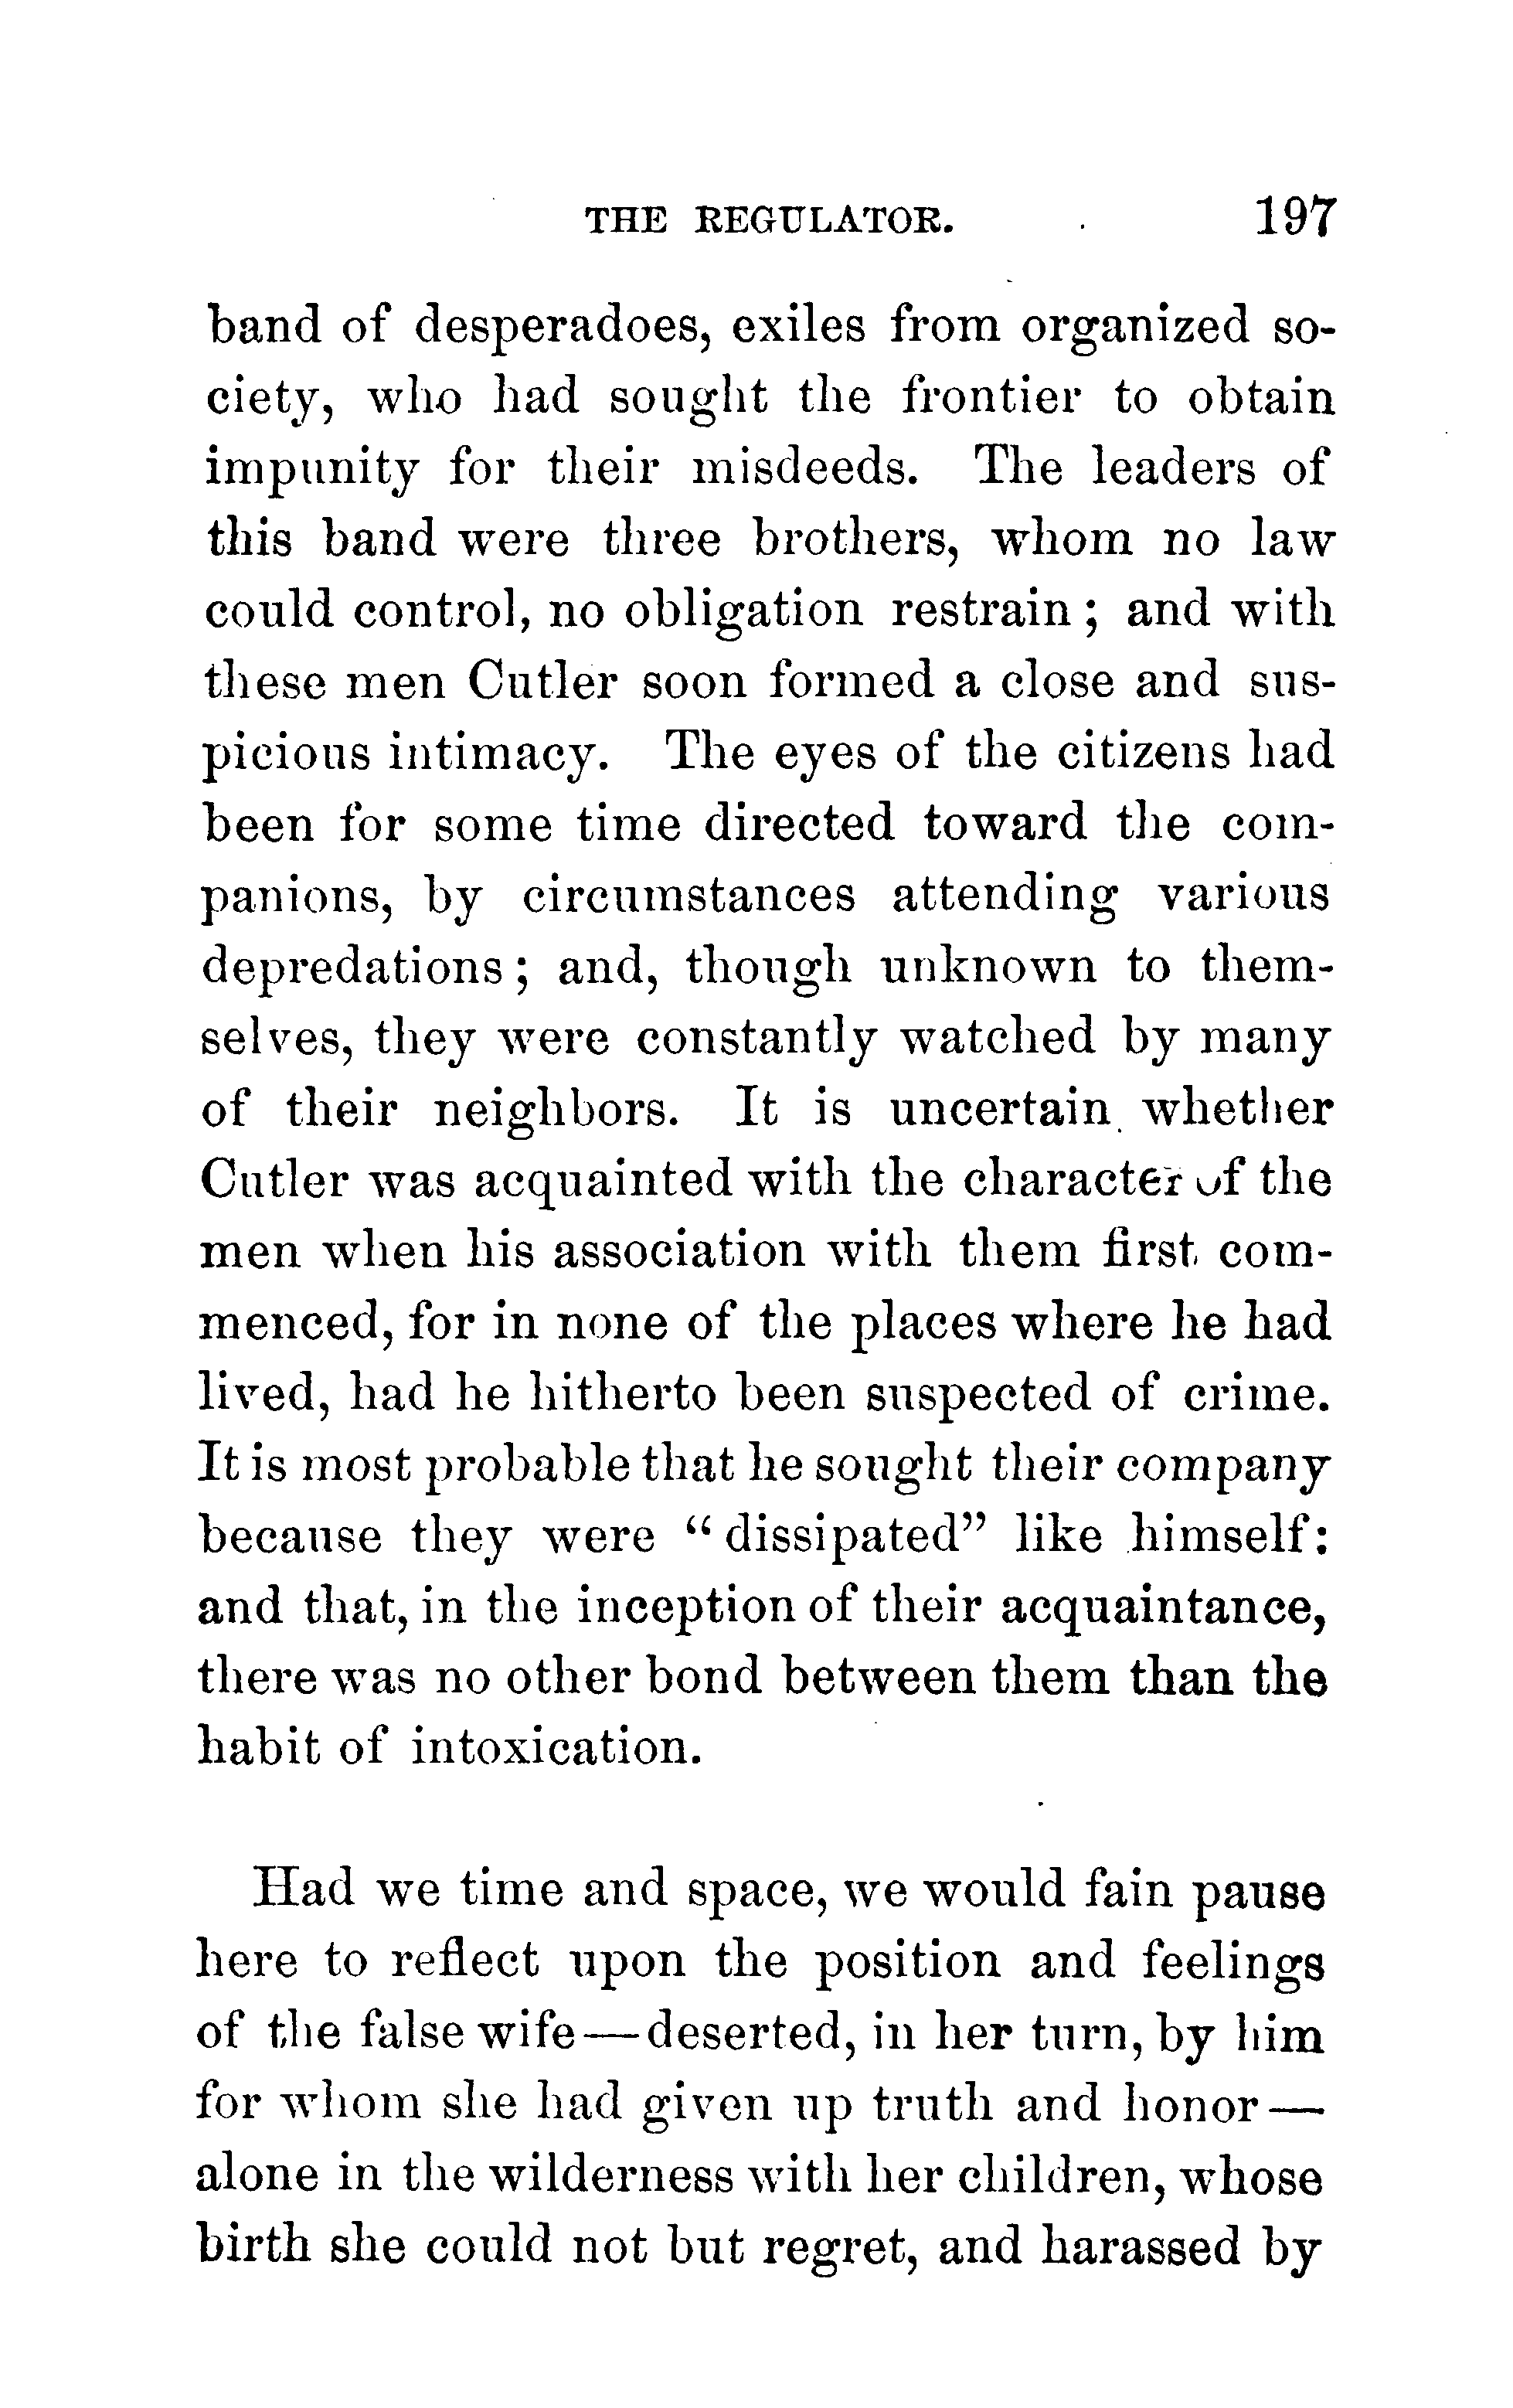 THE REGULATOR. 197
band of desperadoes, exiles from organized so-
ciety, who had sought the frontier to obtain
impunity for their misdeeds. The leaders of
this band were three brothers, whom no law
could control, no obligation restrain; and with
these men Cutler soon formed a close and sus-
picious intimacy. The eyes of the citizens had
been for some time directed toward the com-
panions, by circumstances attending various
depredations; and, though unknown to them-
selves, they were constantly watched by many
of their neighbors. It is uncertain whether
Cutler was acquainted with the character of the
men when his association with them first com-
menced, for in none of the places where he had
lived, had he hitherto been suspected of crime.
It is most probable that he sought their company
because they were "dissipated" like himself:
and that, in the inception of their acquaintance,
there was no other bond between them than the
habit of intoxication.
Had we time and space, we would fain pause
here to reflect upon the position and feelings
of the false wife—deserted, in her turn, by him
for whom she had given up truth and honor—
alone in the wilderness with her children, whose
birth she could not but regret, and harassed by